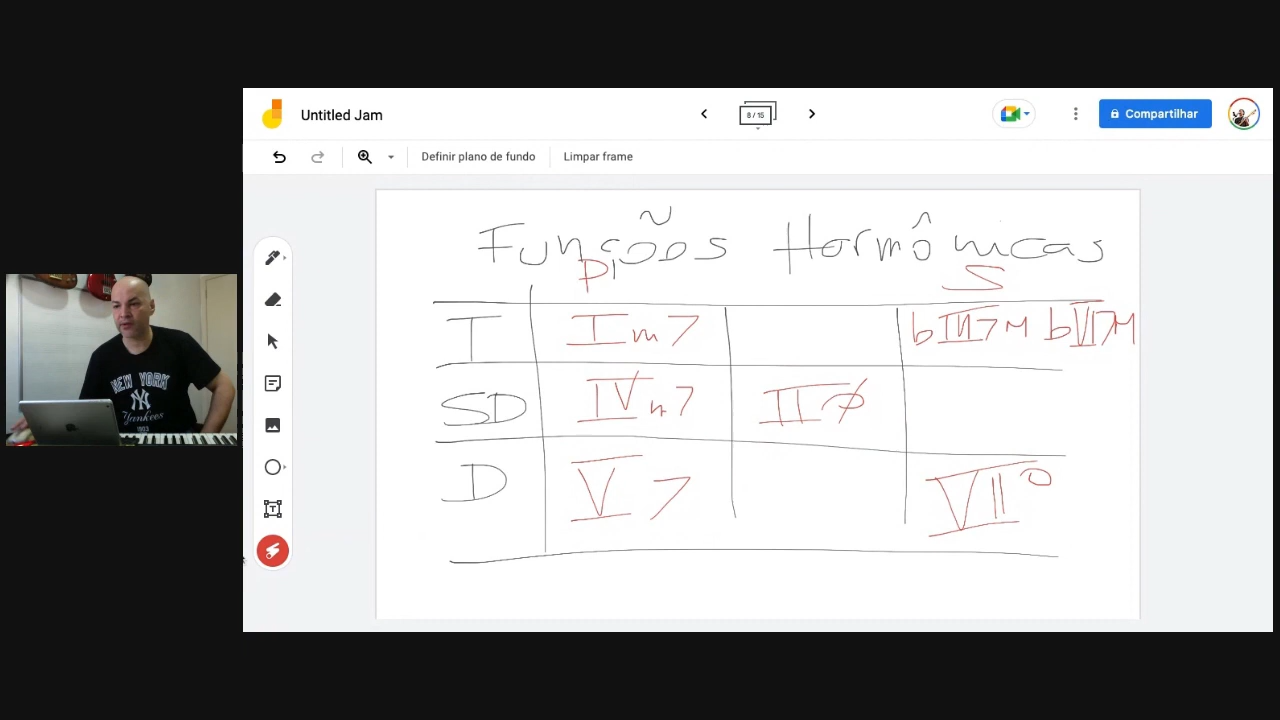 Untitled Jam
8 / 15
Compartilhar
Definir plano de fundo
Limpar frame
Funções Harmônicas
P S
T Im7 bIII7M bVI7M
SD IVm7 IIø
D V7 VII°
NEW YORK
Yankees
1903